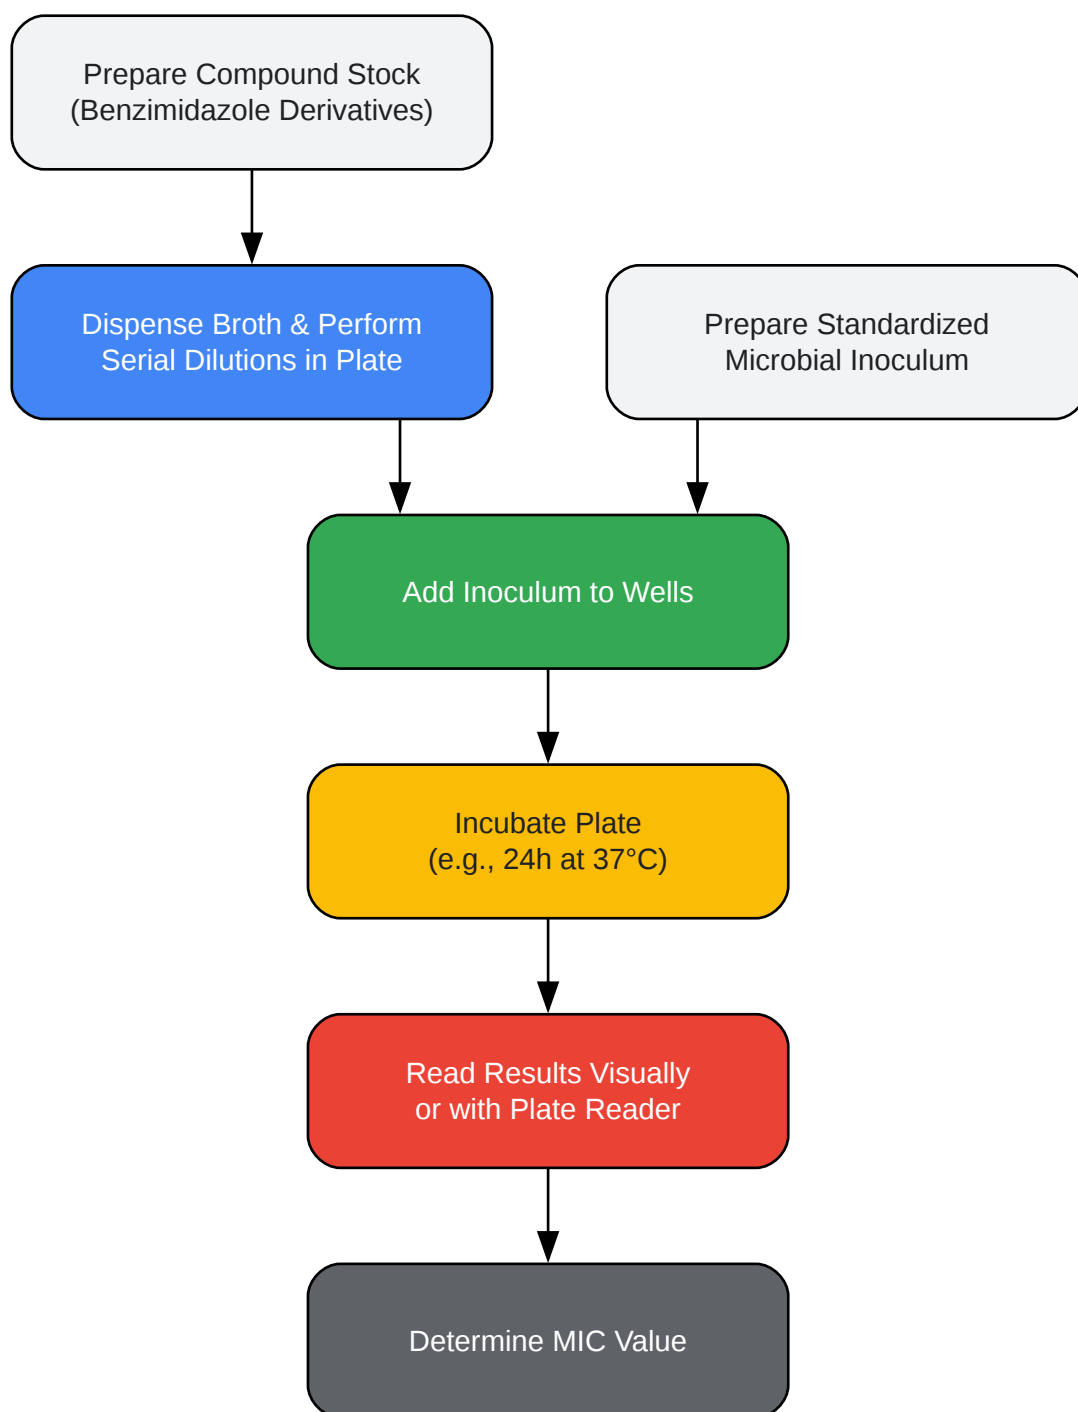 Prepare Compound Stock
(Benzimidazole Derivatives)
Dispense Broth & Perform
Serial Dilutions in Plate
Prepare Standardized
Microbial Inoculum
Add Inoculum to Wells
Incubate Plate
(e.g., 24h at 37°C)
Read Results Visually
or with Plate Reader
Determine MIC Value